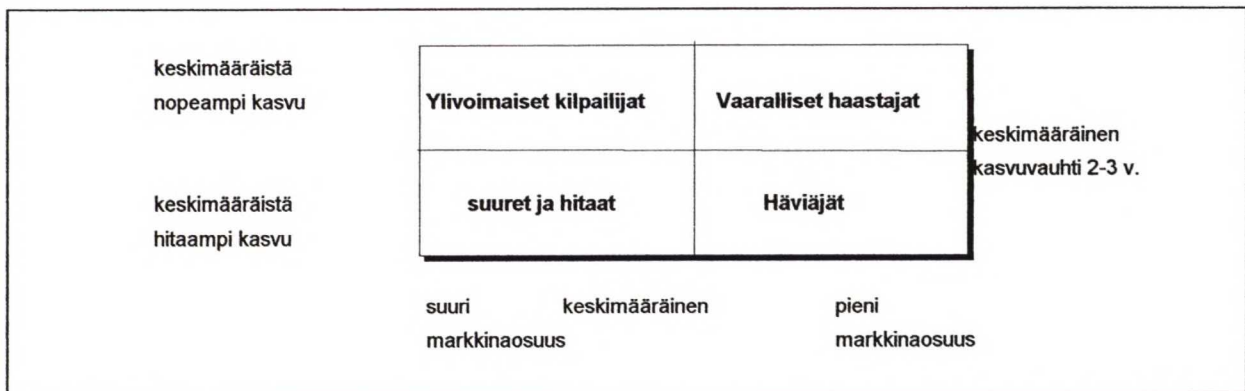 keskimääräistä
nopeampi kasvu
Ylivoimaiset kilpailijat
Vaaralliset haastajat
keskimääräinen
kasvuvauhti 2-3 v.
keskimääräistä
hitaampi kasvu
suuret ja hitaat
Häviäjät
suuri keskimääräinen pieni
markkinaosuus markkinaosuus